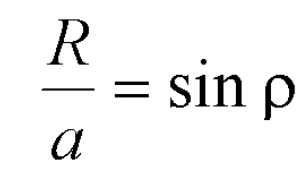 R/a = sin ρ